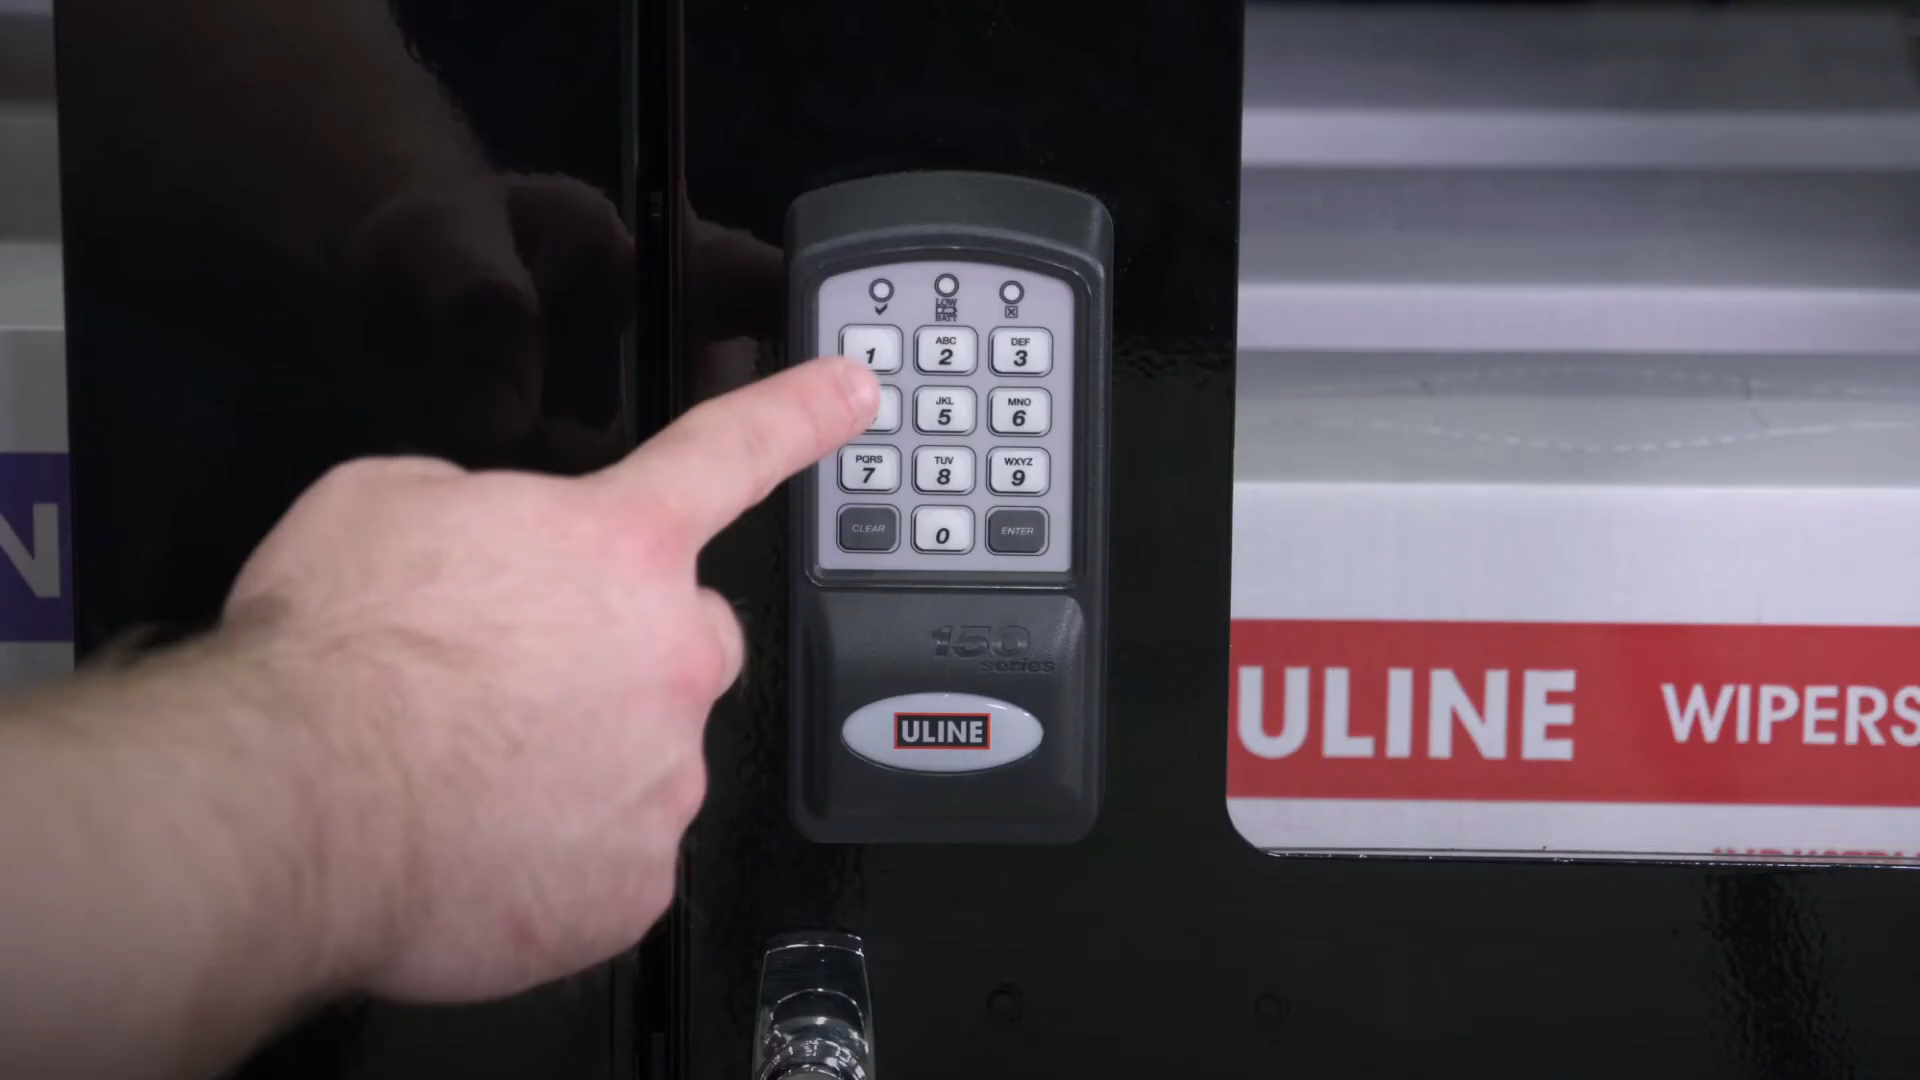 N
LOW
BATT
1
ABC
2
DEF
3
JKL
5
MNO
6
PQRS
7
TUV
8
WXYZ
9
CLEAR
0
ENTER
150
series
ULINE
ULINE WIPERS